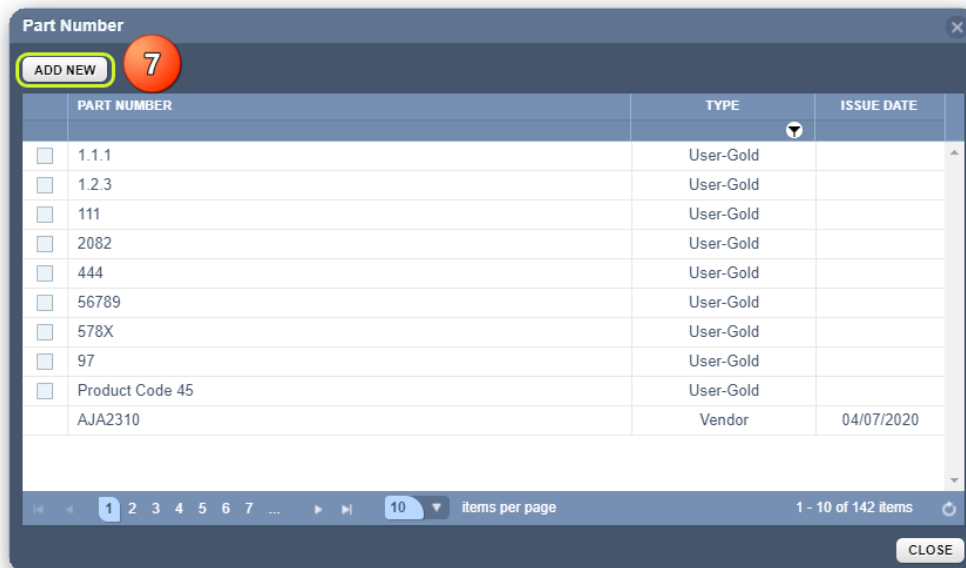 Part Number
ADD NEW 7
PART NUMBER TYPE ISSUE DATE
1.1.1 User-Gold
1.2.3 User-Gold
111 User-Gold
2082 User-Gold
444 User-Gold
56789 User-Gold
578X User-Gold
97 User-Gold
Product Code 45 User-Gold
AJA2310 Vendor 04/07/2020
1 2 3 4 5 6 7 ... 10 items per page 1 - 10 of 142 items
CLOSE